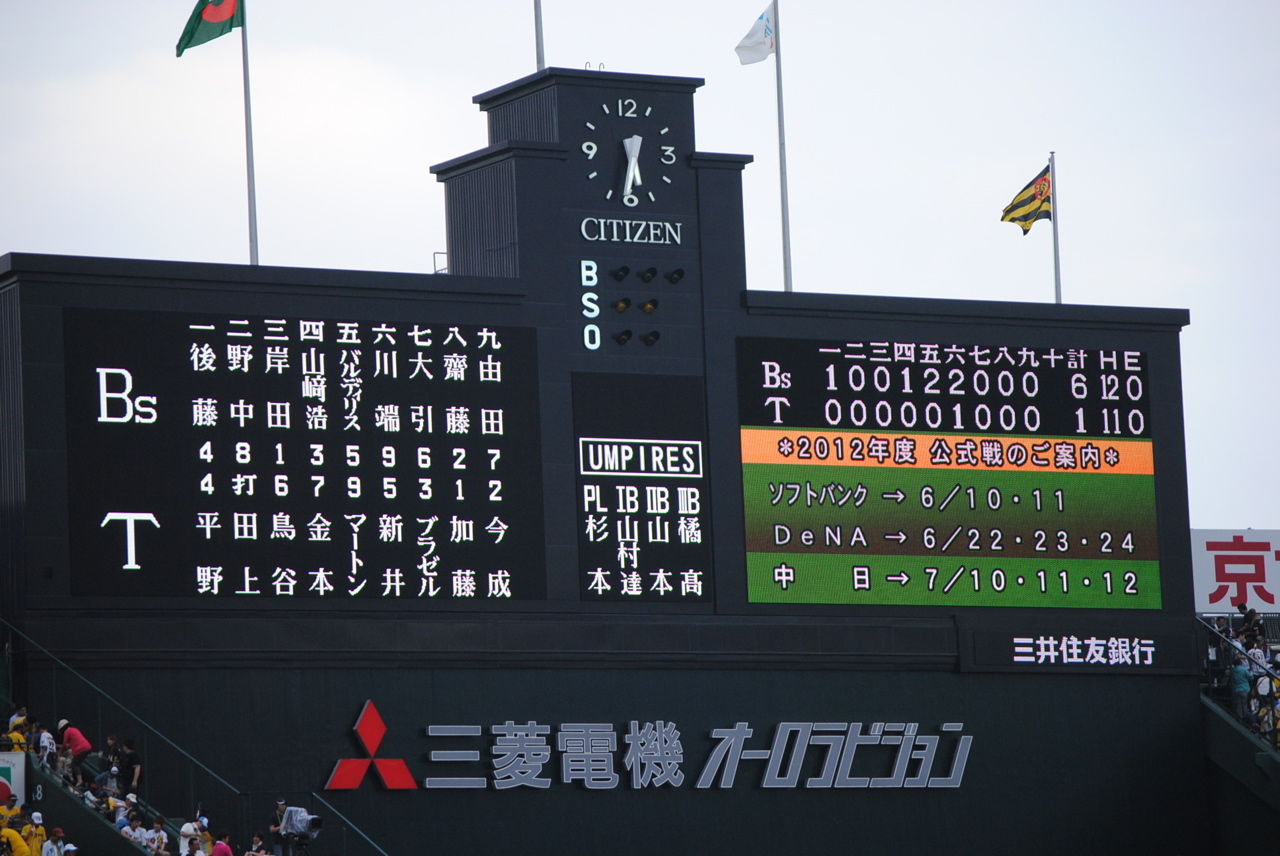 12
9 3
6
CITIZEN
B
S
O
一 二 三 四 五 六 七 八 九
Bs 後藤 野中 岸田 山﨑浩 バルディリス 川端 大引 齋藤 由田
4 8 1 3 5 9 6 2 7
4 打 6 7 9 5 3 1 2
T 平野 田上 鳥谷 金本 マートン 新井 ブラゼル 加藤 今成
UMPIRES
PL IB ⅡB ⅢB
杉本 山村達 山本 橘髙
一二三四五六七八九十計 H E
Bs 1 0 0 1 2 2 0 0 0 6 12 0
T 0 0 0 0 0 1 0 0 0 1 11 0
*2012年度 公式戦のご案内*
ソフトバンク → 6/10・11
DeNA → 6/22・23・24
中 日 → 7/10・11・12
京
三井住友銀行
三菱電機 オーロラビジョン